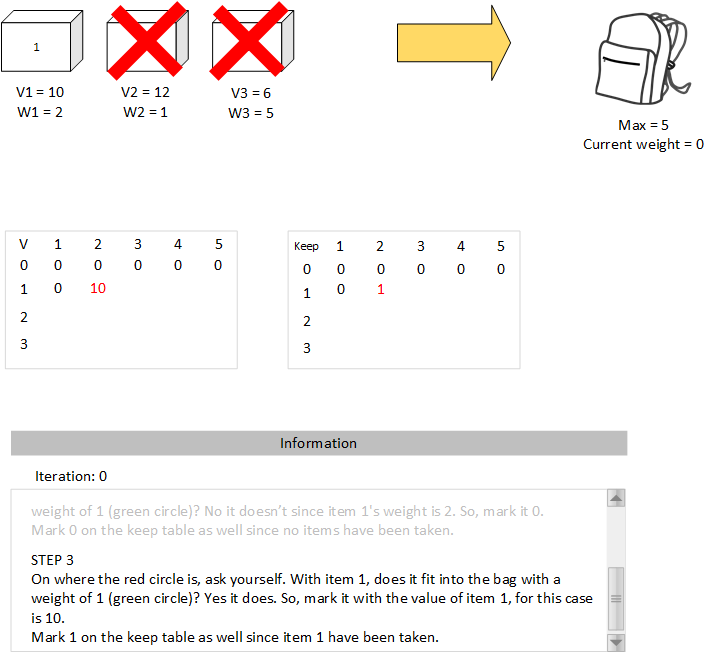 1
V1 = 10
W1 = 2
V2 = 12
W2 = 1
V3 = 6
W3 = 5
Max = 5
Current weight = 0
V 1 2 3 4 5
0 0 0 0 0 0
1 0 10
2
3
Keep 1 2 3 4 5
0 0 0 0 0 0
1 0 1
2
3
Information
Iteration: 0
weight of 1 (green circle)? No it doesn't since item 1's weight is 2. So, mark it 0.
Mark 0 on the keep table as well since no items have been taken.
STEP 3
On where the red circle is, ask yourself. With item 1, does it fit into the bag with a
weight of 1 (green circle)? Yes it does. So, mark it with the value of item 1, for this case
is 10.
Mark 1 on the keep table as well since item 1 have been taken.